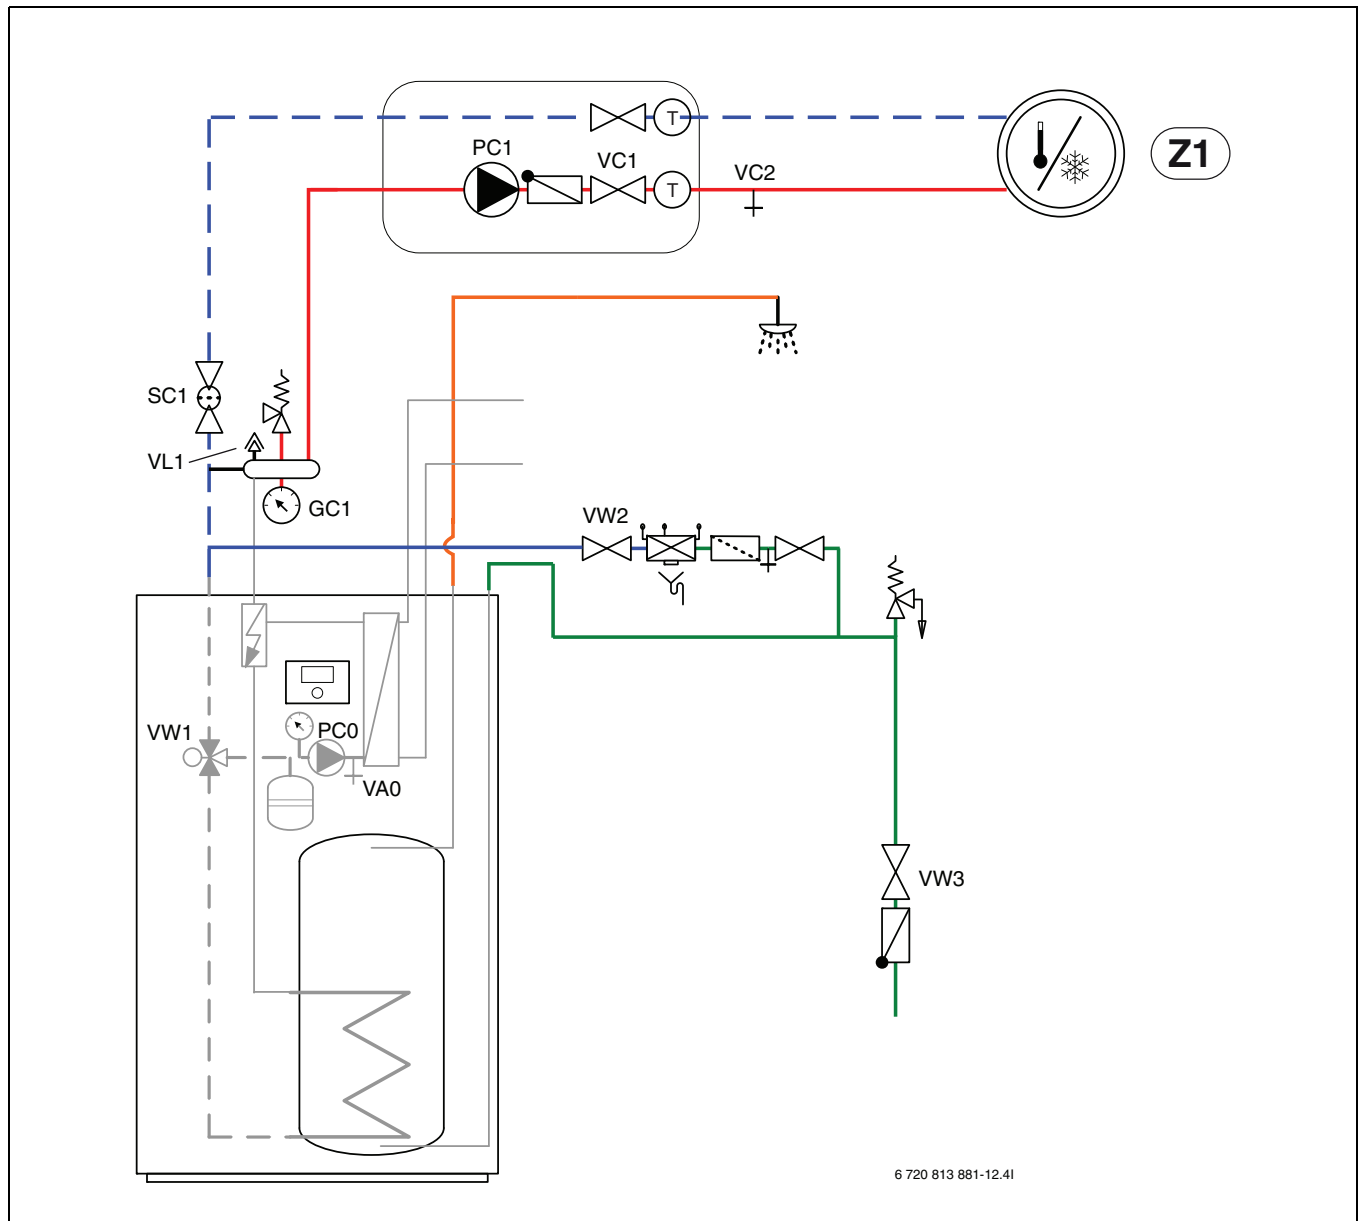 T
PC1
VC1
T
VC2
Z1
SC1
VL1
GC1
VW2
VW1
PC0
VA0
VW3
6 720 813 881-12.4I